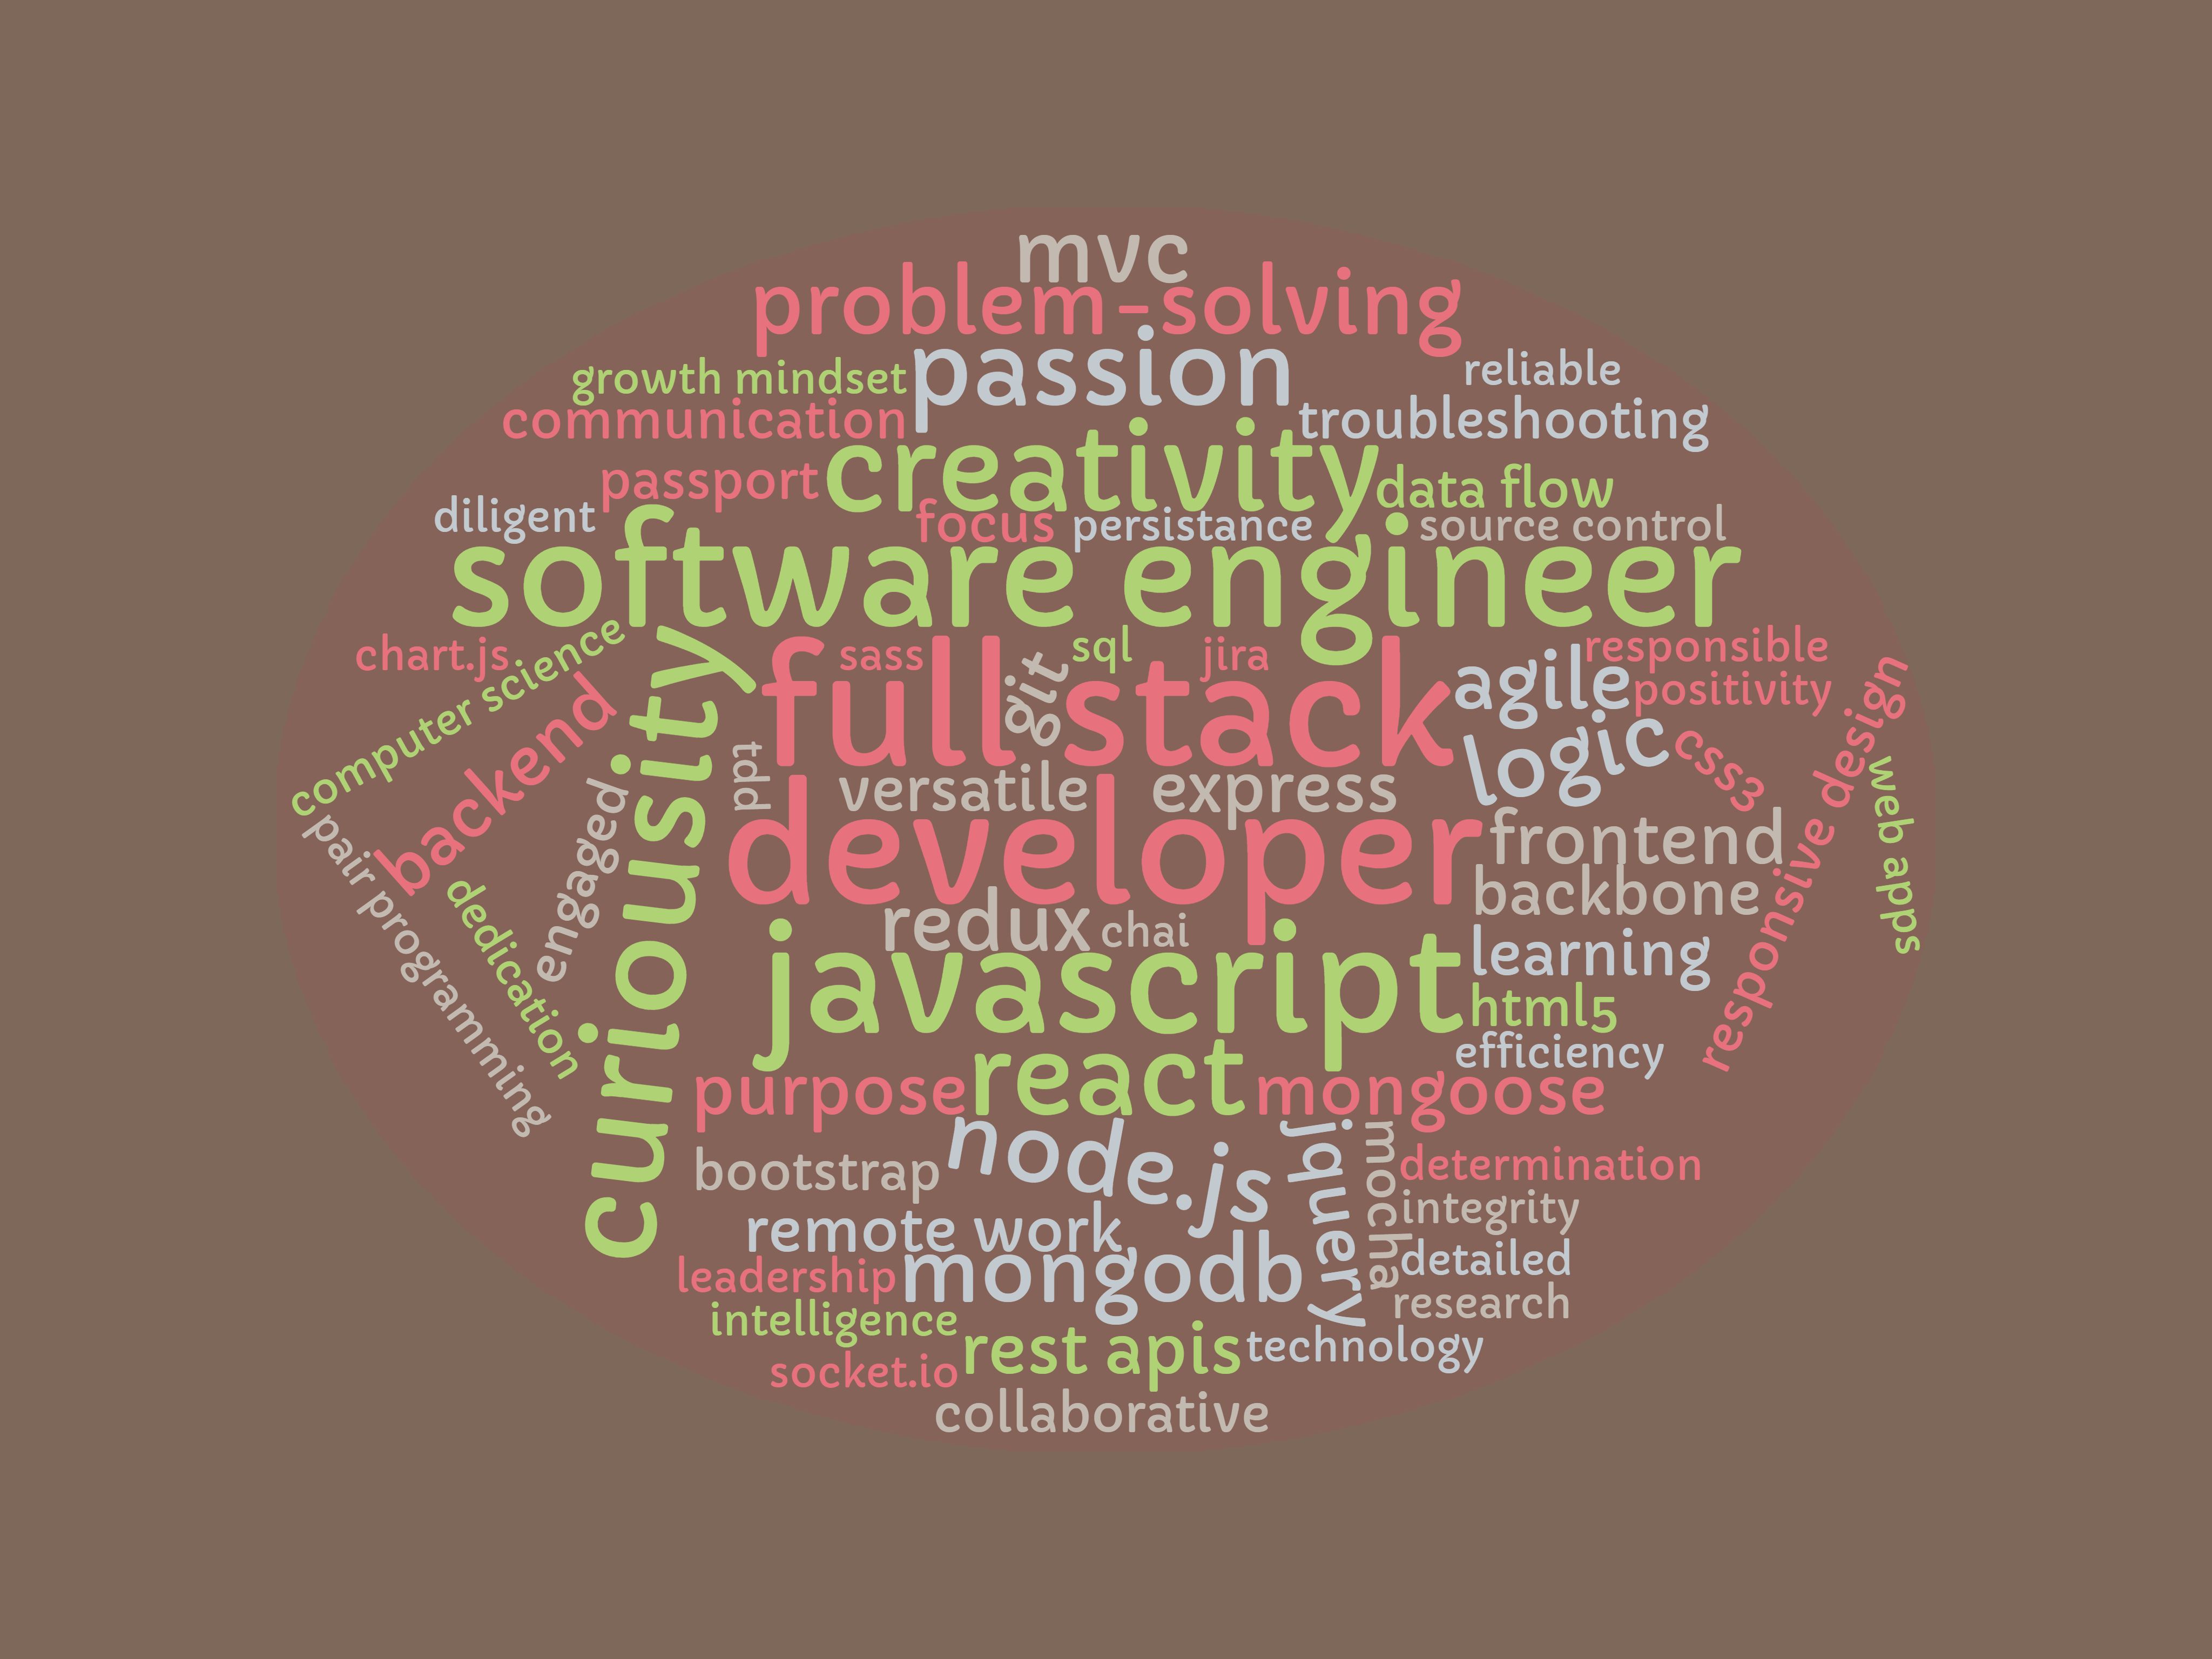 mvc
problem-solving
passion
growth mindset
reliable
communication
troubleshooting
creativity
passport
data flow
diligent
focus
persistance
source control
software engineer
chart.js
computer science
sass
git
sql
jira
fullstack
agile
responsible
positivity
curiousity
backend
logic
css3
responsive design
web apps
tdd
versatile
express
engaged
pair programming
dedication
developer
frontend
backbone
redux
chai
learning
javascript
html5
efficiency
purpose
react
mongoose
node.js
jquery
mocha
bootstrap
determination
integrity
remote work
mongodb
detailed
leadership
research
intelligence
rest apis
technology
socket.io
collaborative